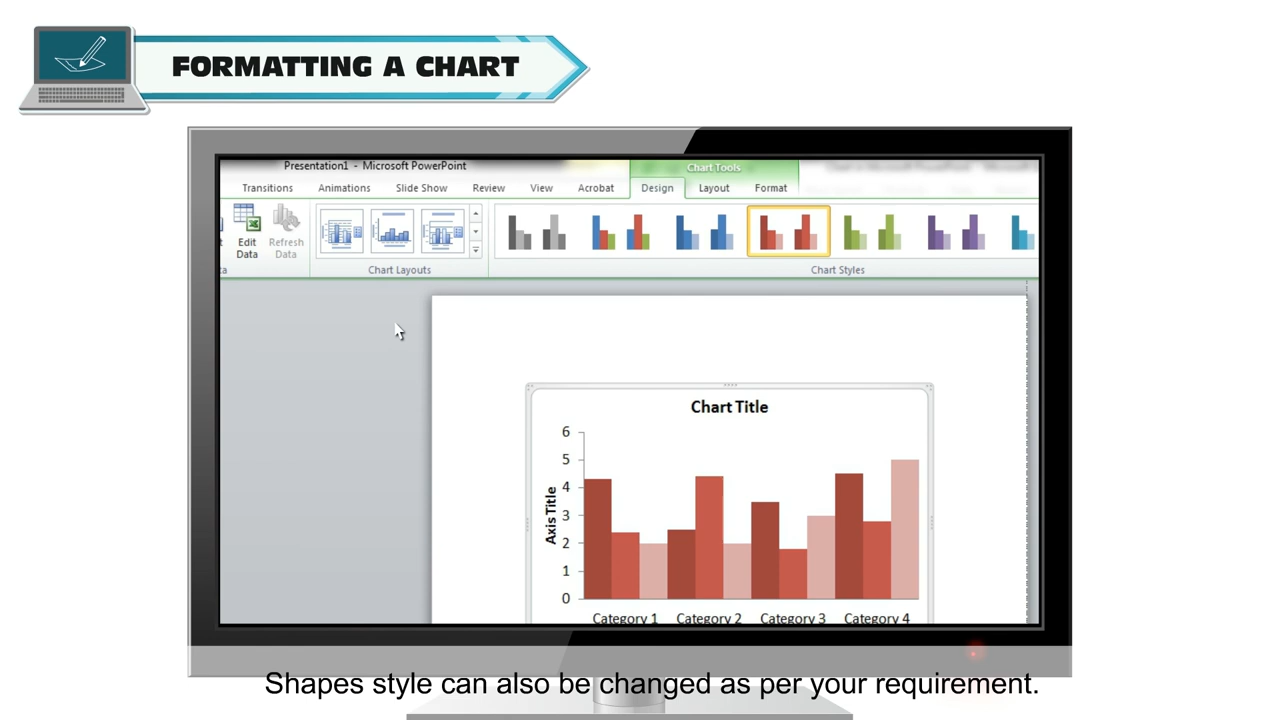 FORMATTING A CHART
Presentation1 - Microsoft PowerPoint
Chart Tools
Transitions Animations Slide Show Review View Acrobat Design Layout Format
Edit Data
Refresh Data
Chart Layouts
Chart Styles
Chart Title
Axis Title
6
5
4
3
2
1
0
Category 1 Category 2 Category 3 Category 4
Shapes style can also be changed as per your requirement.